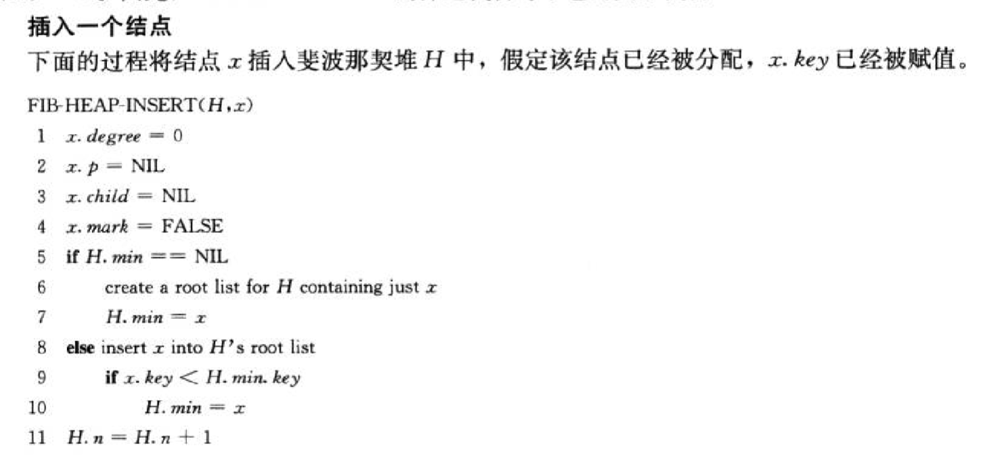 插入一个结点
下面的过程将结点 x 插入斐波那契堆 H 中，假定该结点已经被分配，x. key 已经被赋值。
FIB-HEAP-INSERT(H,x)
1 x. degree = 0
2 x. p = NIL
3 x. child = NIL
4 x. mark = FALSE
5 if H. min == NIL
6 create a root list for H containing just x
7 H. min = x
8 else insert x into H's root list
9 if x. key < H. min. key
10 H. min = x
11 H. n = H. n + 1